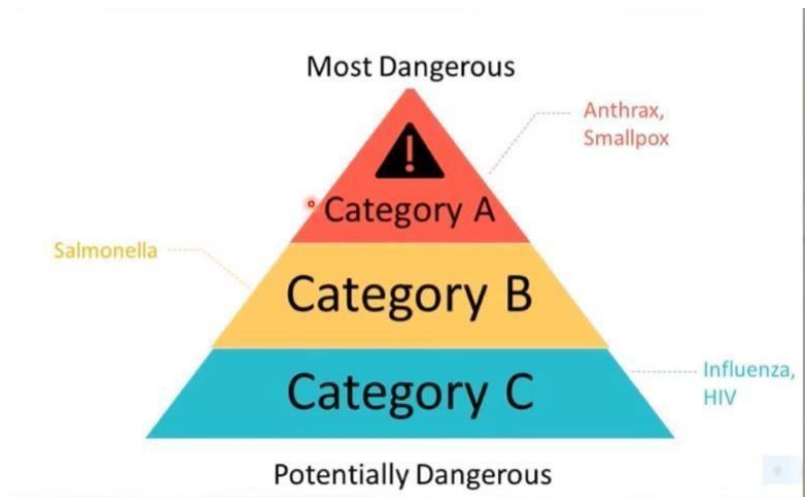 Most Dangerous
Anthrax,
Smallpox
!
Category A
Salmonella
Category B
Category C
Influenza,
HIV
Potentially Dangerous